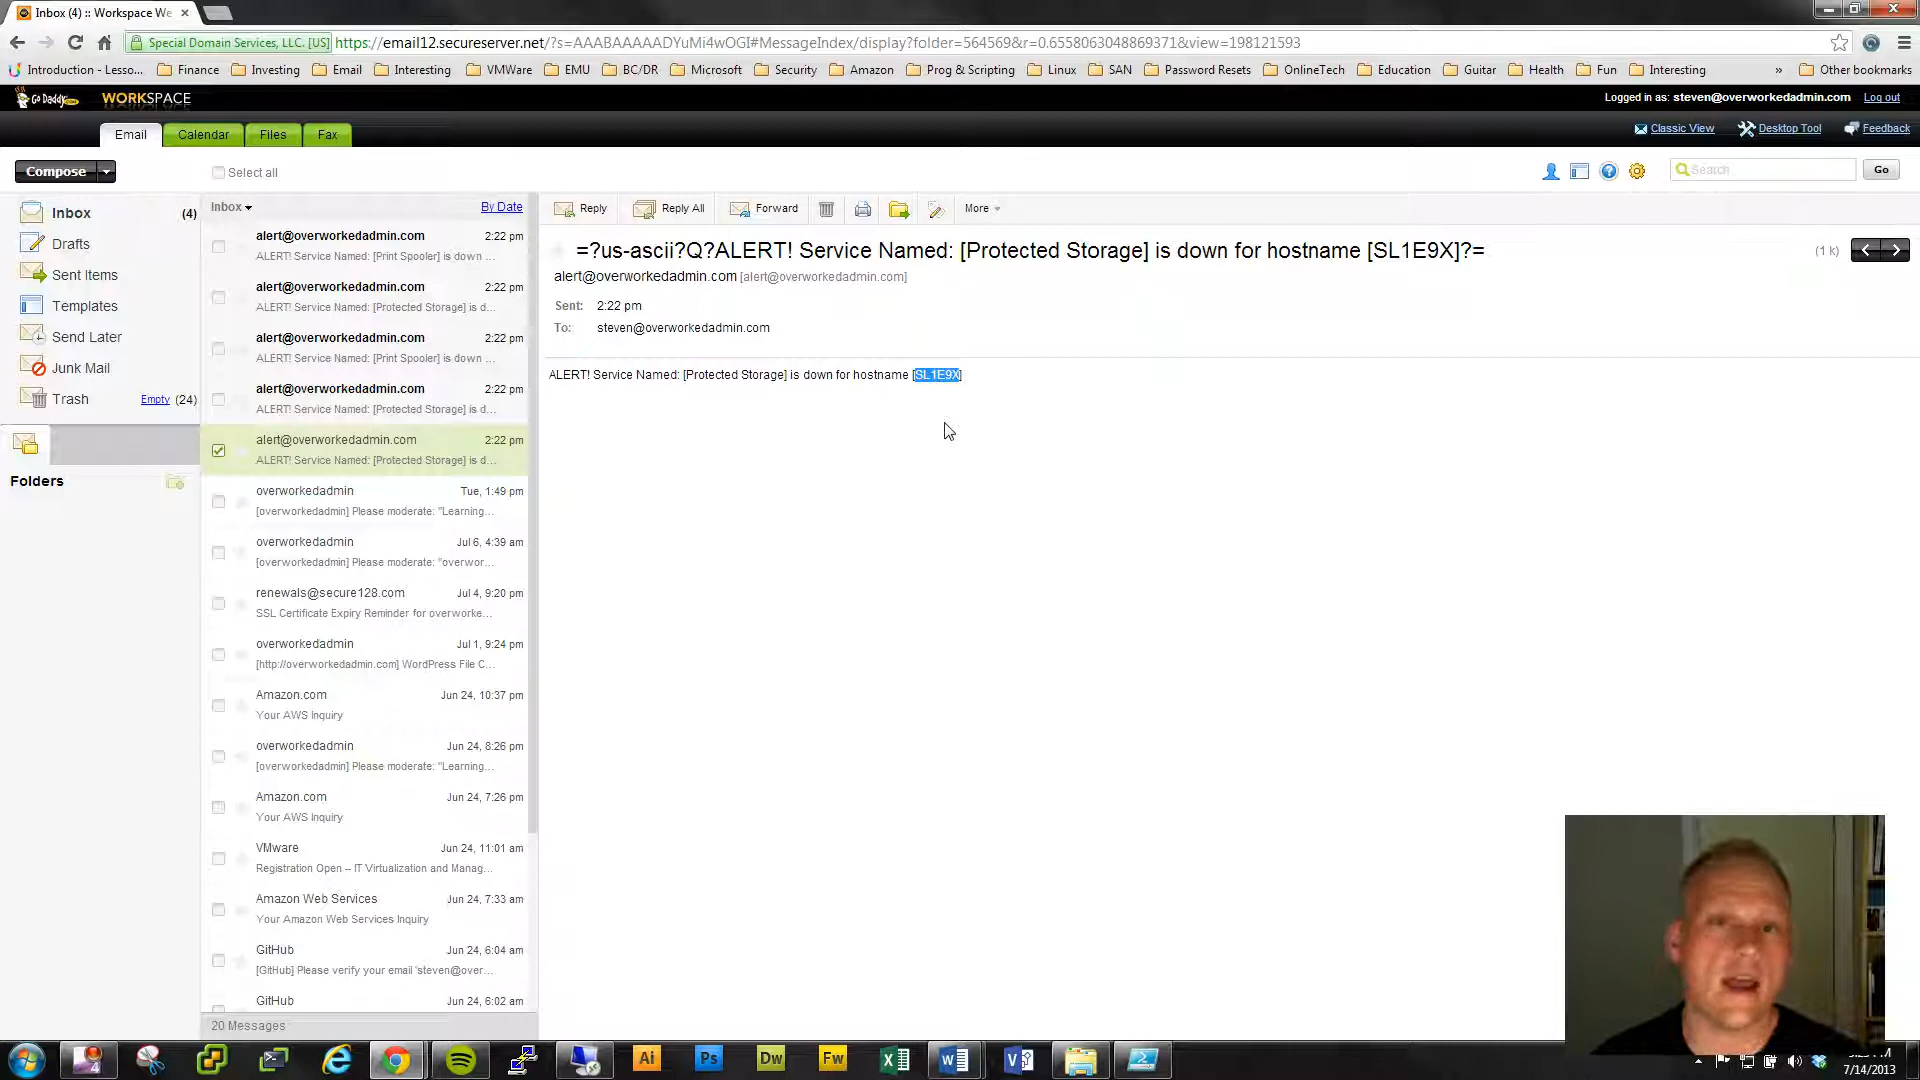 Inbox (4) :: Workspace We
Special Domain Services, LLC. [US] https://email12.secureserver.net/?s=AAABAAAAADYuMi4wOGI#MessageIndex/display?folder=564569&r=0.6558063048869371&view=198121593
Introduction - Lesso... Finance Investing Email Interesting VMWare EMU BC/DR Microsoft Security Amazon Prog & Scripting Linux SAN Password Resets OnlineTech Education Guitar Health Fun Interesting » Other bookmarks
Go Daddy.com WORKSPACE Logged in as: steven@overworkedadmin.com Log out
Email Calendar Files Fax Classic View Desktop Tool Feedback
Compose Select all Search Go
Inbox (4)
Drafts
Sent Items
Templates
Send Later
Junk Mail
Trash Empty (24)
Folders
Inbox By Date
alert@overworkedadmin.com 2:22 pm
ALERT! Service Named: [Print Spooler] is down ...
alert@overworkedadmin.com 2:22 pm
ALERT! Service Named: [Protected Storage] is d...
alert@overworkedadmin.com 2:22 pm
ALERT! Service Named: [Print Spooler] is down ...
alert@overworkedadmin.com 2:22 pm
ALERT! Service Named: [Protected Storage] is d...
alert@overworkedadmin.com 2:22 pm
ALERT! Service Named: [Protected Storage] is d...
overworkedadmin Tue, 1:49 pm
[overworkedadmin] Please moderate: "Learning...
overworkedadmin Jul 6, 4:39 am
[overworkedadmin] Please moderate: "overwor...
renewals@secure128.com Jul 4, 9:20 pm
SSL Certificate Expiry Reminder for overworke...
overworkedadmin Jul 1, 9:24 pm
[http://overworkedadmin.com] WordPress File C...
Amazon.com Jun 24, 10:37 pm
Your AWS Inquiry
overworkedadmin Jun 24, 8:26 pm
[overworkedadmin] Please moderate: "Learning...
Amazon.com Jun 24, 7:26 pm
Your AWS Inquiry
VMware Jun 24, 11:01 am
Registration Open – IT Virtualization and Manag...
Amazon Web Services Jun 24, 7:33 am
Your Amazon Web Services Inquiry
GitHub Jun 24, 6:04 am
[GitHub] Please verify your email 'steven@over...
GitHub Jun 24, 6:02 am
20 Messages
Reply Reply All Forward More
=?us-ascii?Q?ALERT! Service Named: [Protected Storage] is down for hostname [SL1E9X]?= (1 k)
alert@overworkedadmin.com [alert@overworkedadmin.com]
Sent: 2:22 pm
To: steven@overworkedadmin.com
ALERT! Service Named: [Protected Storage] is down for hostname [SL1E9X]
Ai Ps Dw Fw
7/14/2013